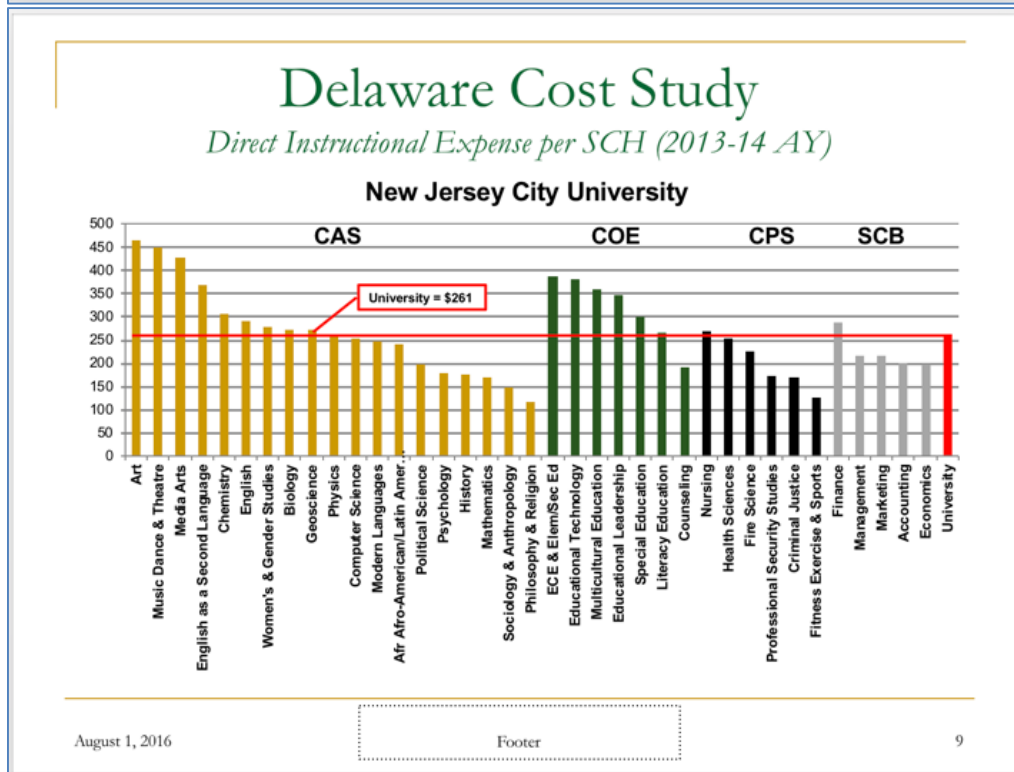 Delaware Cost Study
Direct Instructional Expense per SCH (2013-14 AY)
New Jersey City University
500
450
400
350
300
250
200
150
100
50
0
CAS
COE
CPS
SCB
University = $261
Art
Music Dance & Theatre
Media Arts
English as a Second Language
Chemistry
English
Women's & Gender Studies
Biology
Geoscience
Physics
Computer Science
Modern Languages
Afr Afro-American/Latin Amer…
Political Science
Psychology
History
Mathematics
Sociology & Anthropology
Philosophy & Religion
ECE & Elem/Sec Ed
Educational Technology
Multicultural Education
Educational Leadership
Special Education
Literacy Education
Counseling
Nursing
Health Sciences
Fire Science
Professional Security Studies
Criminal Justice
Fitness Exercise & Sports
Finance
Management
Marketing
Accounting
Economics
University
August 1, 2016
Footer
9